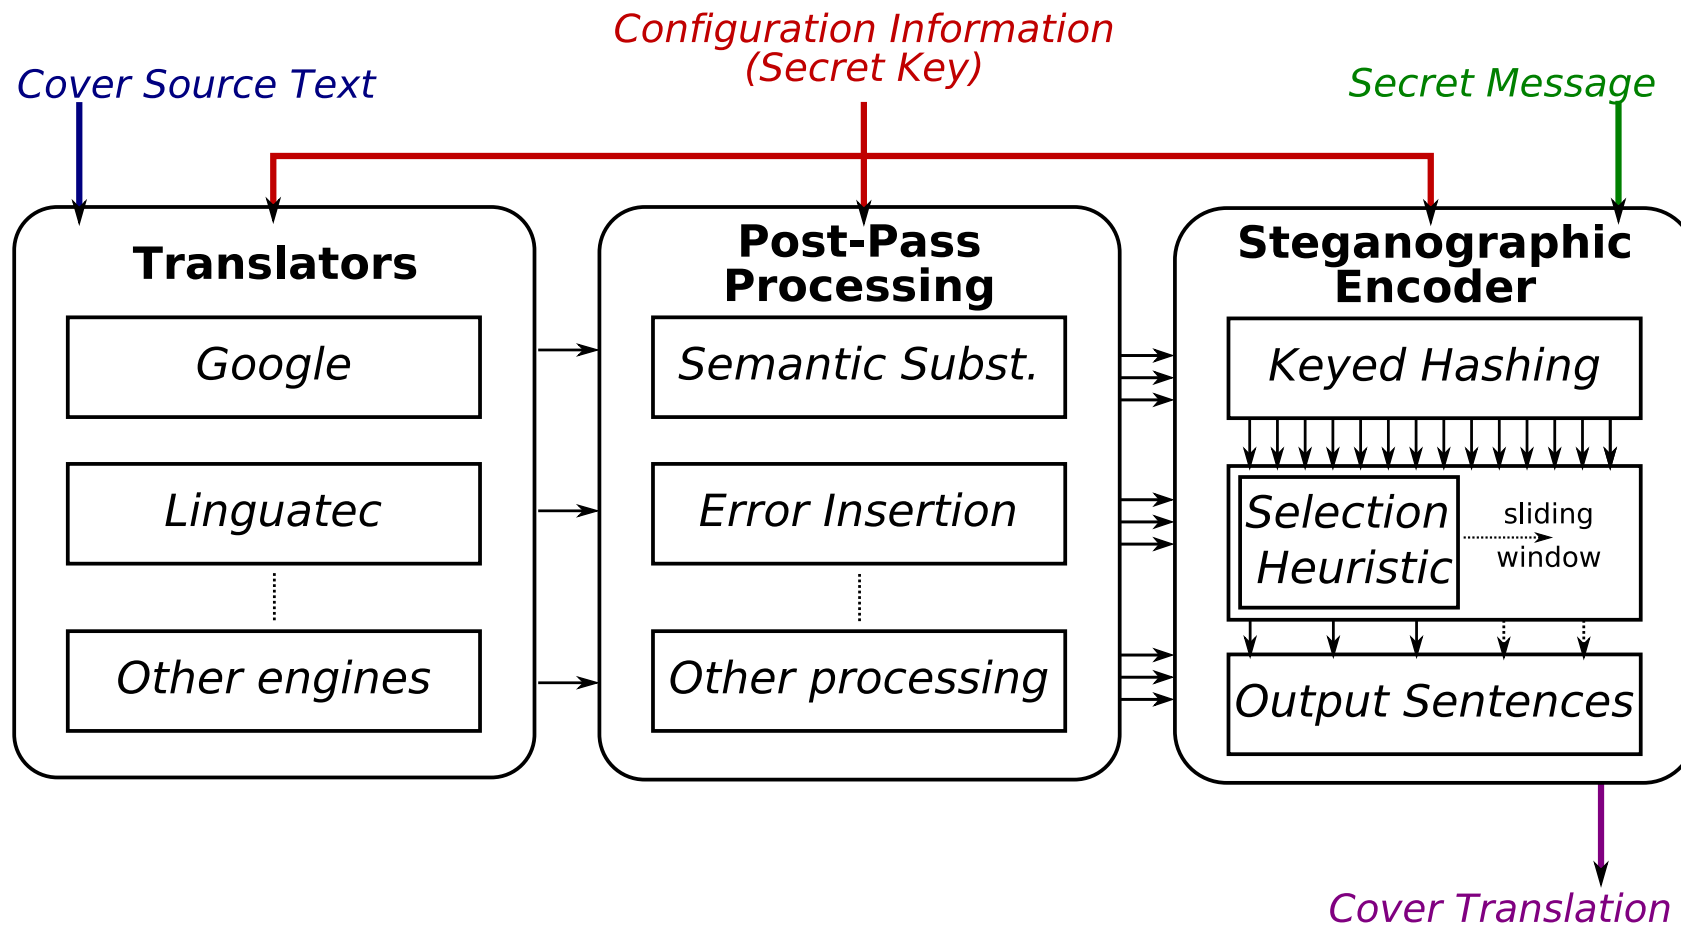 Configuration Information
(Secret Key)
Cover Source Text
Secret Message
Translators
Google
Linguatec
Other engines
Post-Pass
Processing
Semantic Subst.
Error Insertion
Other processing
Steganographic
Encoder
Keyed Hashing
Selection
Heuristic
sliding
window
Output Sentences
Cover Translation